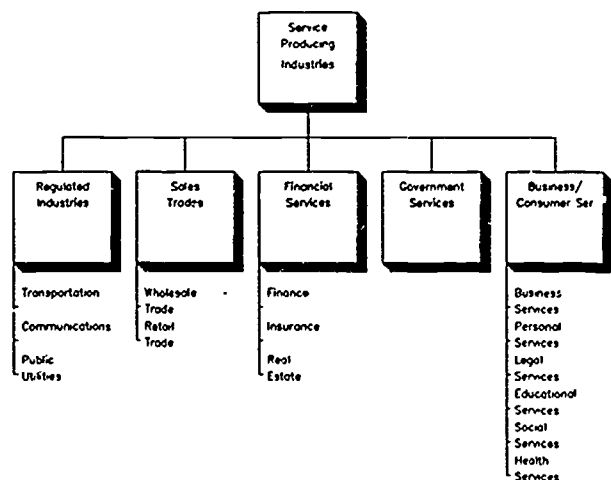 Service
Producing
Industries
Regulated
Industries
Sales
Trades
Financial
Services
Government
Services
Business/
Consumer Ser
Transportation
Communications
Public
Utilities
Wholesale -
Trade
Retail
Trade
Finance
Insurance
Real
Estate
Business
Services
Personal
Services
Legal
Services
Educational
Services
Social
Services
Health
Services